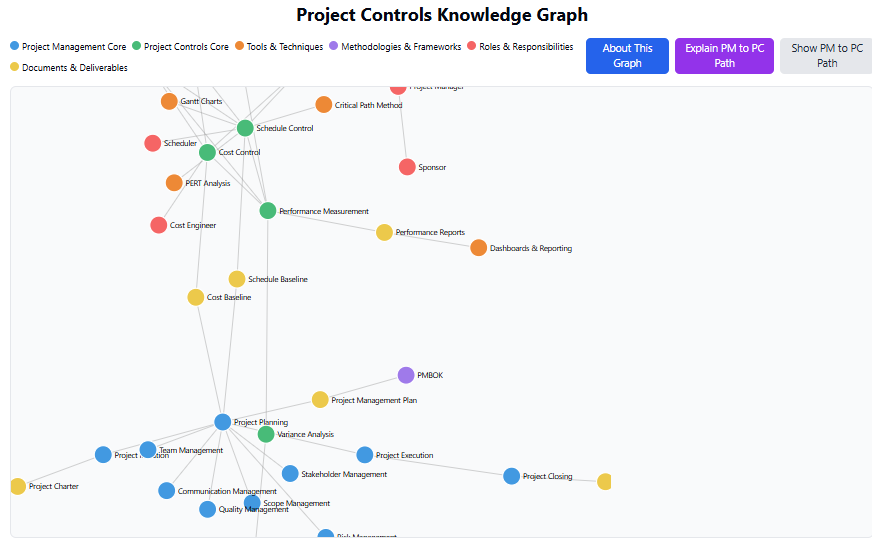 Project Controls Knowledge Graph
Project Management Core
Project Controls Core
Tools & Techniques
Methodologies & Frameworks
Roles & Responsibilities
Documents & Deliverables
About This
Graph
Explain PM to PC
Path
Show PM to PC
Path
Project Manager
Gantt Charts
Critical Path Method
Schedule Control
Scheduler
Cost Control
Sponsor
PERT Analysis
Performance Measurement
Cost Engineer
Performance Reports
Dashboards & Reporting
Schedule Baseline
Cost Baseline
PMBOK
Project Management Plan
Project Planning
Variance Analysis
Team Management
Project
Project Execution
Stakeholder Management
Project Closing
Project Charter
Communication Management
Scope Management
Quality Management
Risk Management